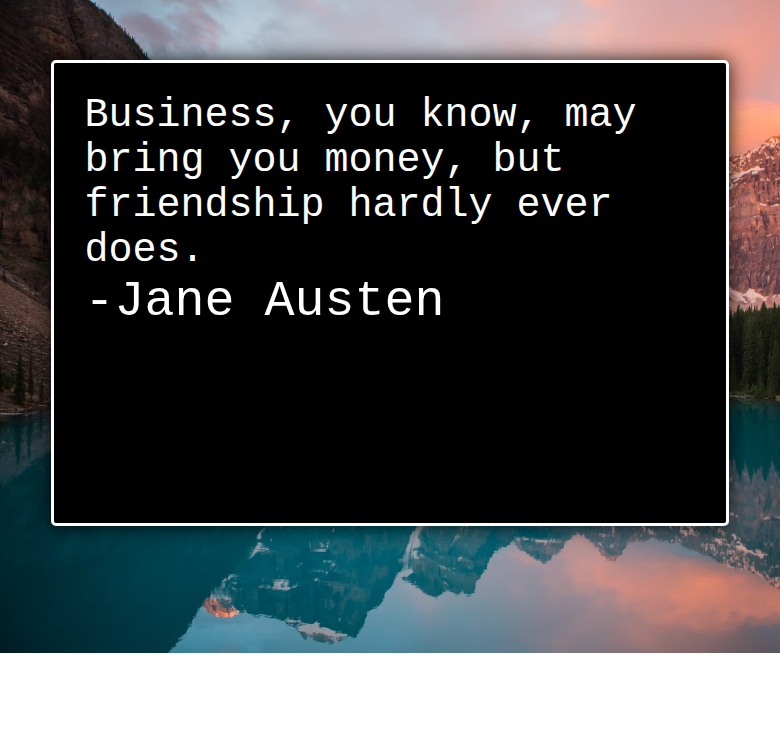 Business, you know, may
bring you money, but
friendship hardly ever
does.
-Jane Austen